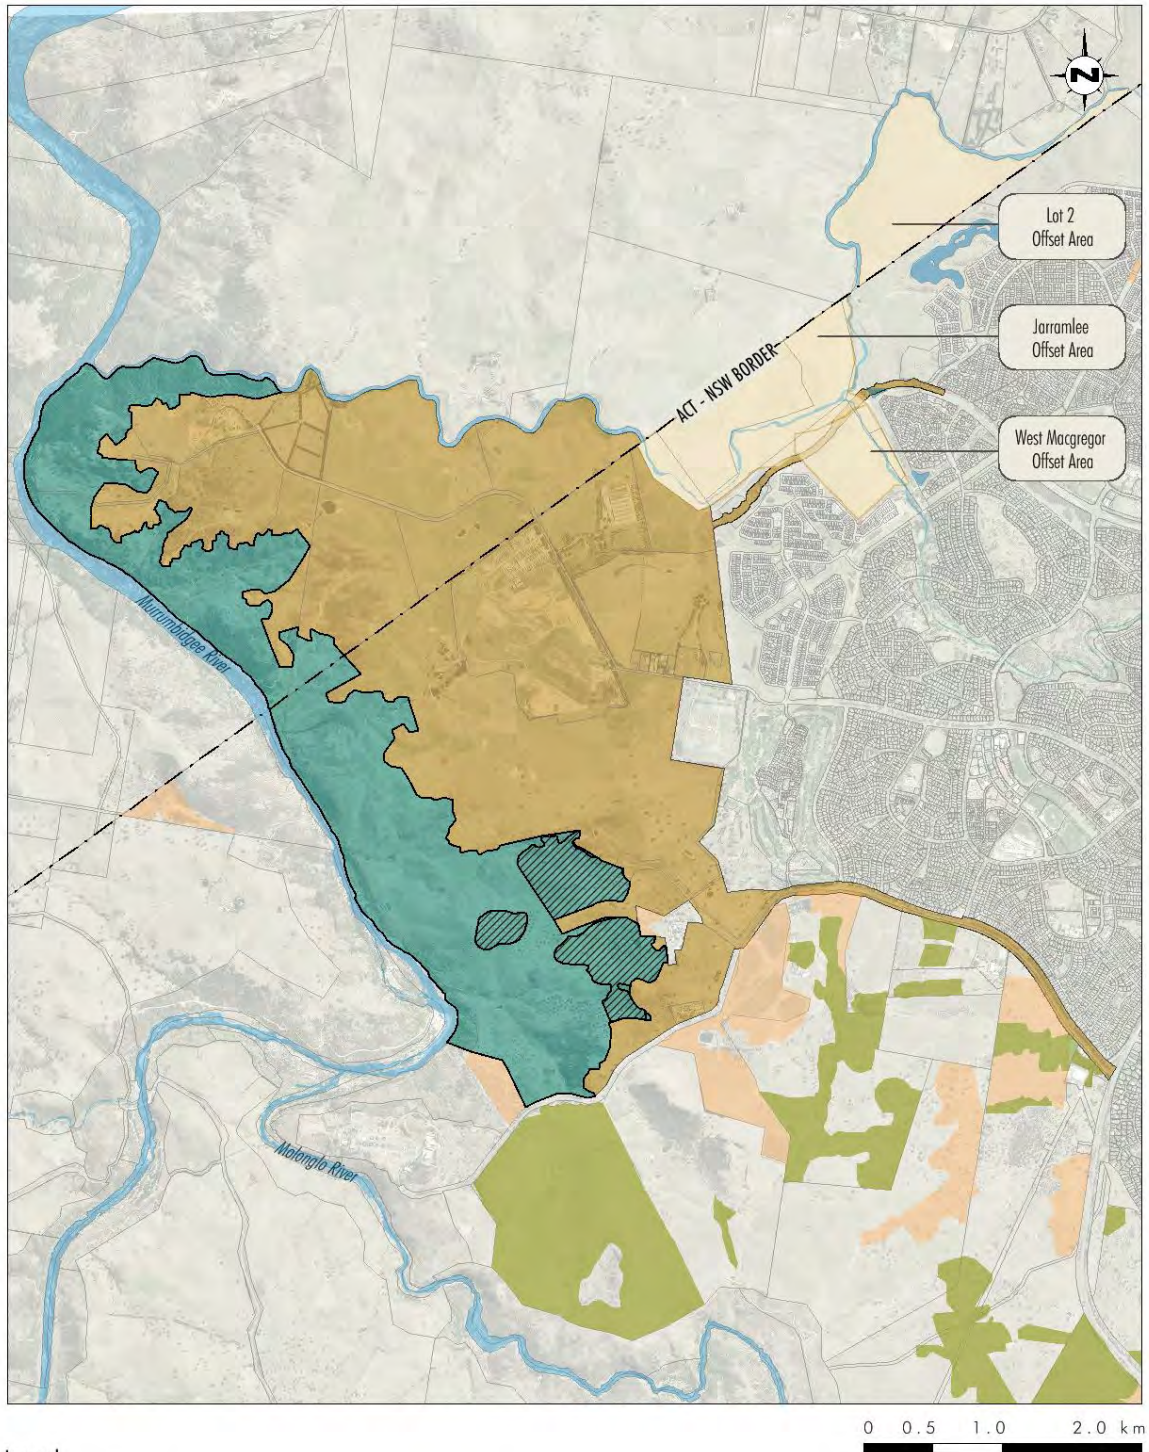 N
Lot 2
Offset Area
Jarramlee
Offset Area
ACT - NSW BORDER
West Macgregor
Offset Area
Murrumbidgee River
Molonglo River
0 0.5 1.0 2.0 km